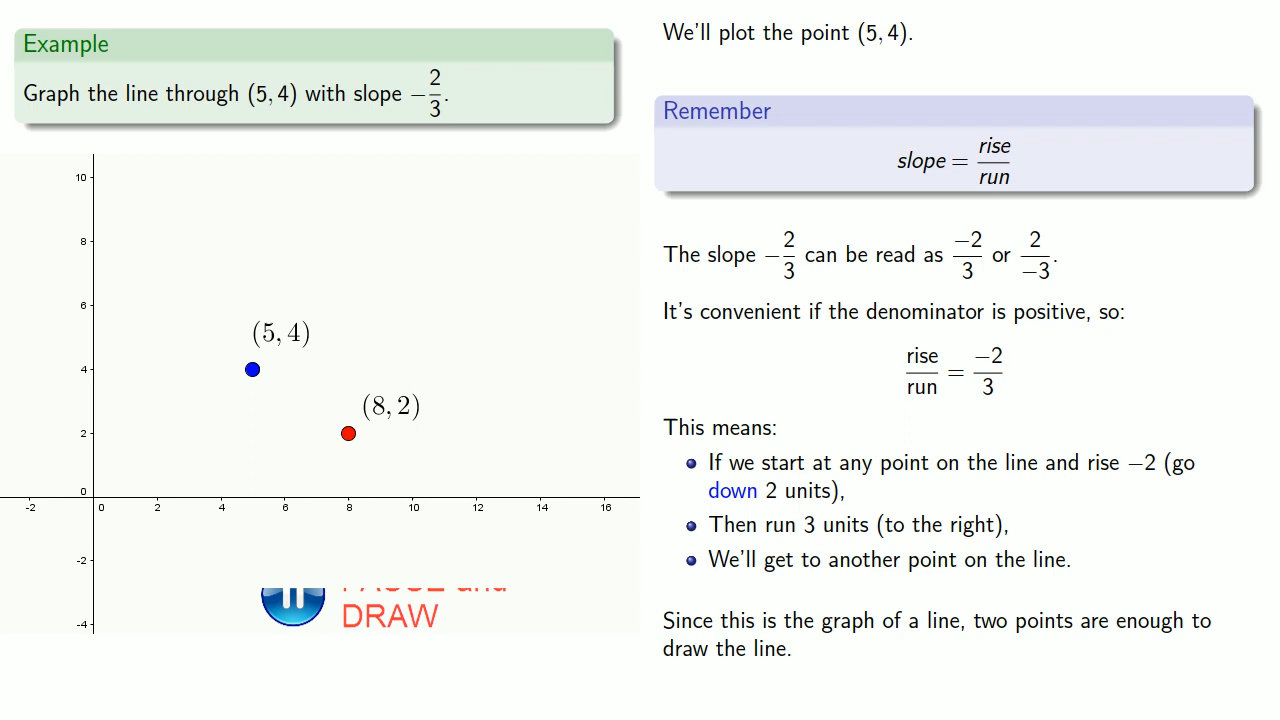 Example
Graph the line through (5, 4) with slope −2/3.
10
8
6
(5, 4)
4
(8, 2)
2
0
-2 0 2 4 6 8 10 12 14 16
-2
-4
and
DRAW
We'll plot the point (5, 4).
Remember
slope = rise/run
The slope −2/3 can be read as −2/3 or 2/−3.
It's convenient if the denominator is positive, so:
rise/run = −2/3
This means:
If we start at any point on the line and rise −2 (go
down 2 units),
Then run 3 units (to the right),
We'll get to another point on the line.
Since this is the graph of a line, two points are enough to
draw the line.